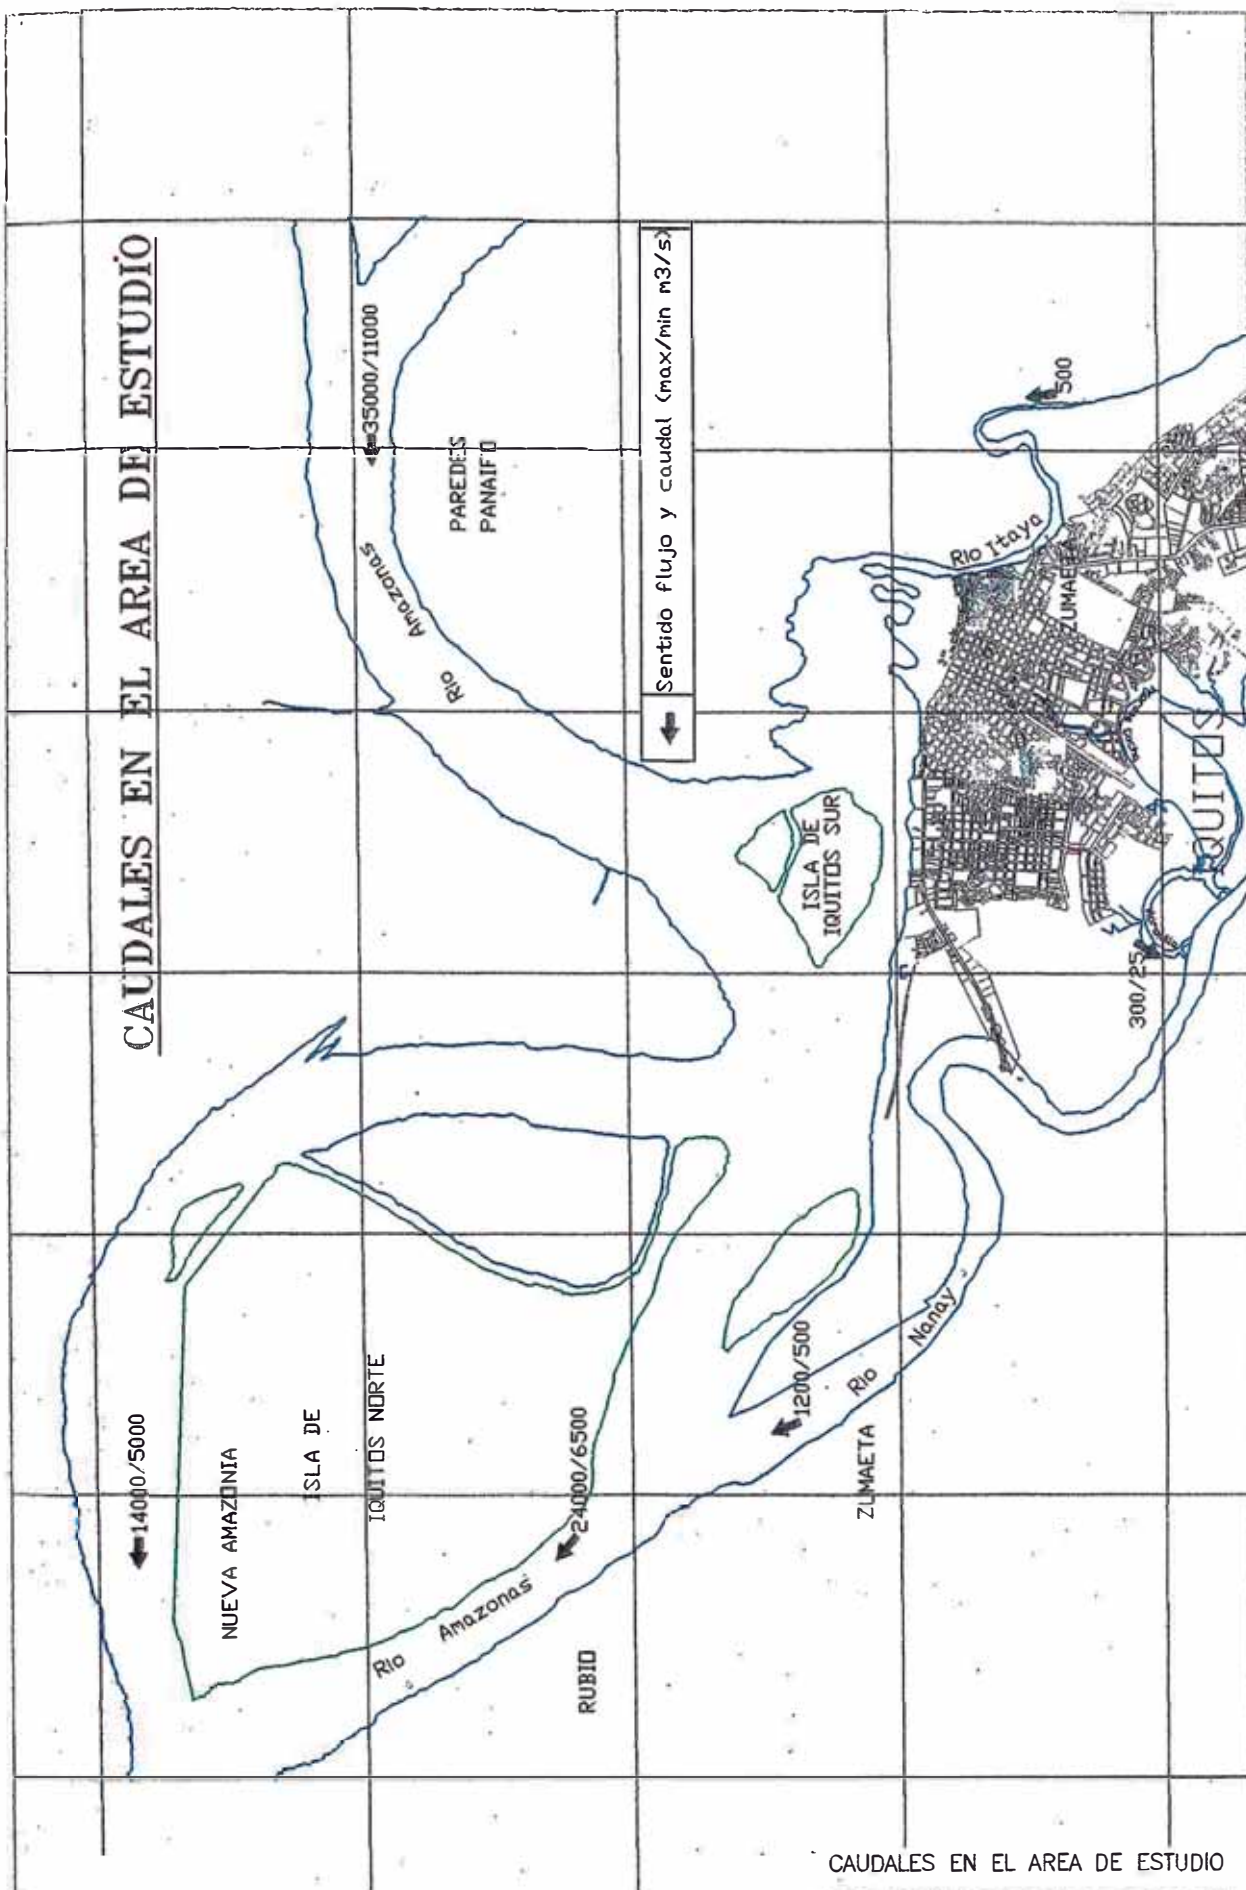 CAUDALES EN EL AREA DE ESTUDIO
35000/11000
PAREDES
PANAIFO
Rio Amazonas
Sentido flujo y caudal (max/min m3/s)
500
Rio Itaya
ZUMAETA
ISLA DE
IQUITOS SUR
QUITOS
300/25
14000/5000
NUEVA AMAZONIA
ISLA DE
IQUITOS NORTE
24000/6500
Rio Amazonas
RUBIO
1200/500
Rio Nanay
ZUMAETA
CAUDALES EN EL AREA DE ESTUDIO